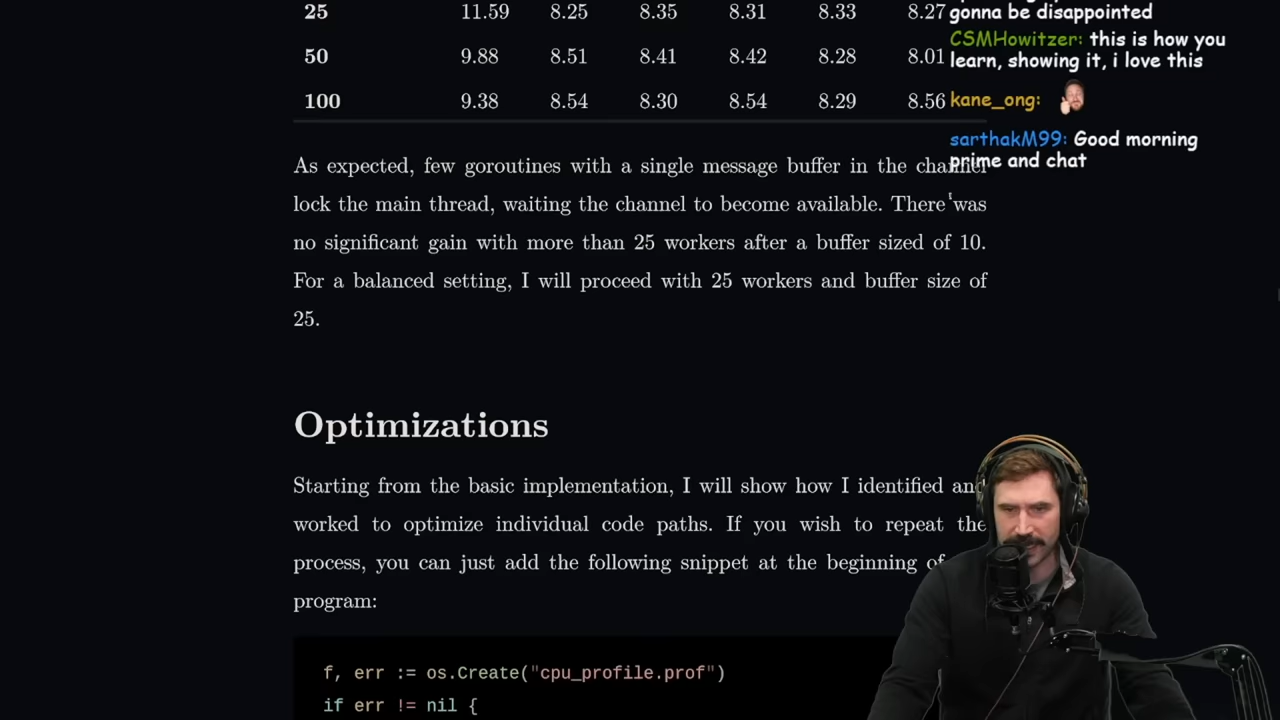 25 11.59 8.25 8.35 8.31 8.33 8.27
50 9.88 8.51 8.41 8.42 8.28 8.01
100 9.38 8.54 8.30 8.54 8.29 8.56
As expected, few goroutines with a single message buffer in the channel
lock the main thread, waiting the channel to become available. There was
no significant gain with more than 25 workers after a buffer sized of 10.
For a balanced setting, I will proceed with 25 workers and buffer size of
25.
Optimizations
Starting from the basic implementation, I will show how I identified and
worked to optimize individual code paths. If you wish to repeat the
process, you can just add the following snippet at the beginning of
program:
f, err := os.Create("cpu_profile.prof")
if err != nil {
gonna be disappointed
CSMHowitzer: this is how you
learn, showing it, i love this
kane_ong:
sarthakM99: Good morning
prime and chat